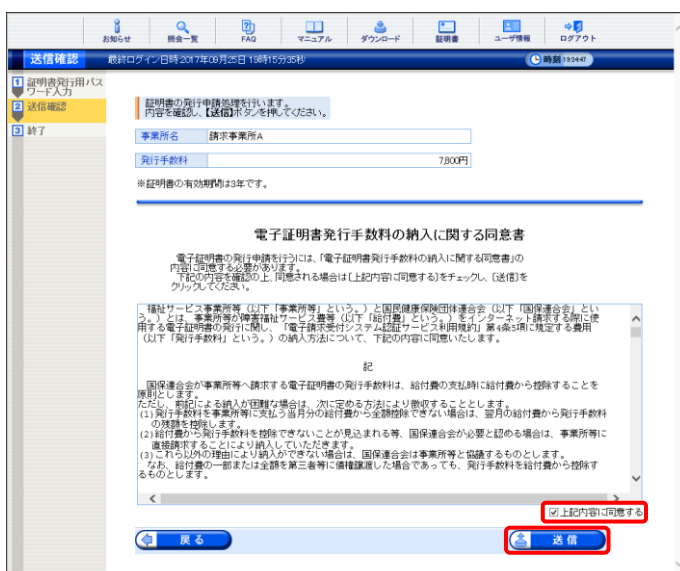 お知らせ 照会一覧 FAQ マニュアル ダウンロード 証明書 ユーザ情報 ログアウト
送信確認 最終ログイン日時:2017年08月25日 19時15分35秒 時刻 13:24:47
1 証明書発行用パス
ワード入力
2 送信確認
3 終了
証明書の発行申請処理を行います。
内容を確認し、【送信】ボタンを押してください。
事業所名 請求事業所A
発行手数料 7,800円
※証明書の有効期間は3年です。
電子証明書発行手数料の納入に関する同意書
電子証明書の発行申請を行うには、「電子証明書発行手数料の納入に関する同意書」の
内容に同意する必要があります。
下記の内容を確認の上、同意される場合は[上記内容に同意する]をチェックし、[送信]を
クリックしてください。
福祉サービス事業所等（以下「事業所等」という。）と国民健康保険団体連合会（以下「国保連合会」とい
う。）とは、事業所等が障害福祉サービス費等（以下「給付費」という。）をインターネット請求する際に使
用する電子証明書の発行に関し、「電子請求受付システム認証サービス利用規約」第4条5項に規定する費用
（以下「発行手数料」という。）の納入方法について、下記の内容に同意いたします。
記
国保連合会が事業所等へ請求する電子証明書の発行手数料は、給付費の支払時に給付費から控除することを
原則とします。
ただし、前記による納入が困難な場合は、次に定める方法により徴収することとします。
(1)発行手数料を事業所等に支払う当月分の給付費から全額控除できない場合は、翌月の給付費から発行手数料
の残額を控除します。
(2)給付費から発行手数料を控除できないことが見込まれる等、国保連合会が必要と認める場合は、事業所等に
直接請求することにより納入していただきます。
(3)これら以外の理由により納入ができない場合は、国保連合会は事業所等と協議するものとします。
なお、給付費の一部または全額を第三者等に債権譲渡した場合であっても、発行手数料を給付費から控除す
るものとします。
上記内容に同意する
戻る 送信